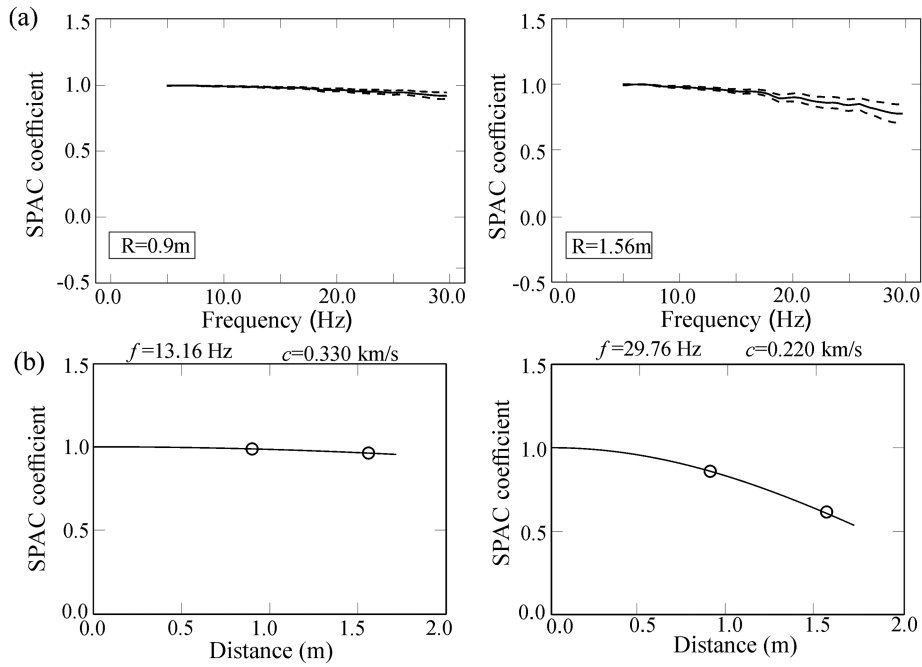 (a)
1.5
1.0
0.5
0.0
-0.5
SPAC coefficient
R=0.9m
0.0
10.0
20.0
30.0
Frequency (Hz)
1.5
1.0
0.5
0.0
-0.5
SPAC coefficient
R=1.56m
0.0
10.0
20.0
30.0
Frequency (Hz)
(b)
f=13.16 Hz c=0.330 km/s
1.5
1.0
0.5
0.0
SPAC coefficient
0.0
0.5
1.0
1.5
2.0
Distance (m)
f=29.76 Hz c=0.220 km/s
1.5
1.0
0.5
0.0
SPAC coefficient
0.0
0.5
1.0
1.5
2.0
Distance (m)